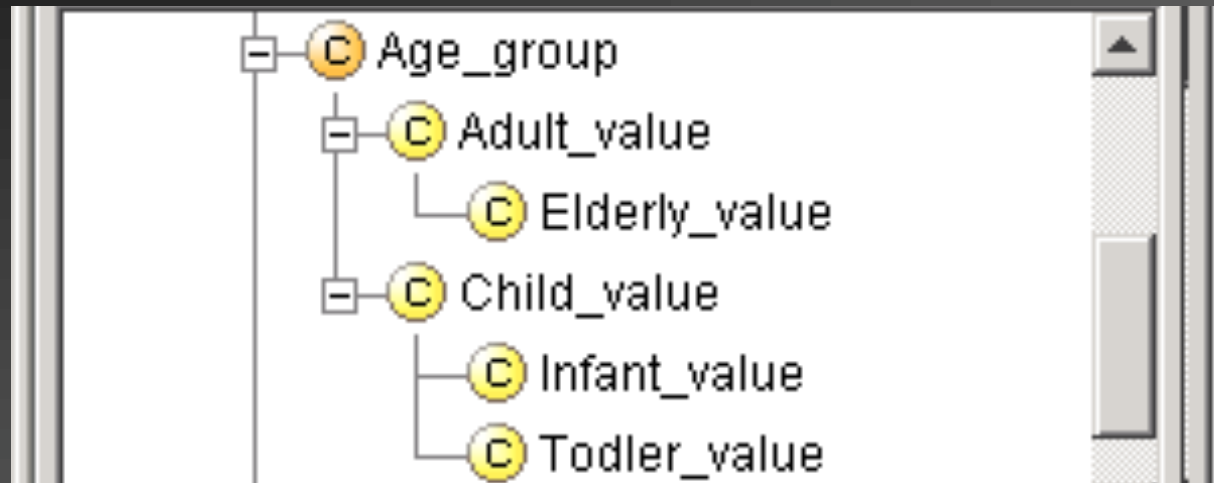 C Age_group
C Adult_value
C Elderly_value
C Child_value
C Infant_value
C Todler_value